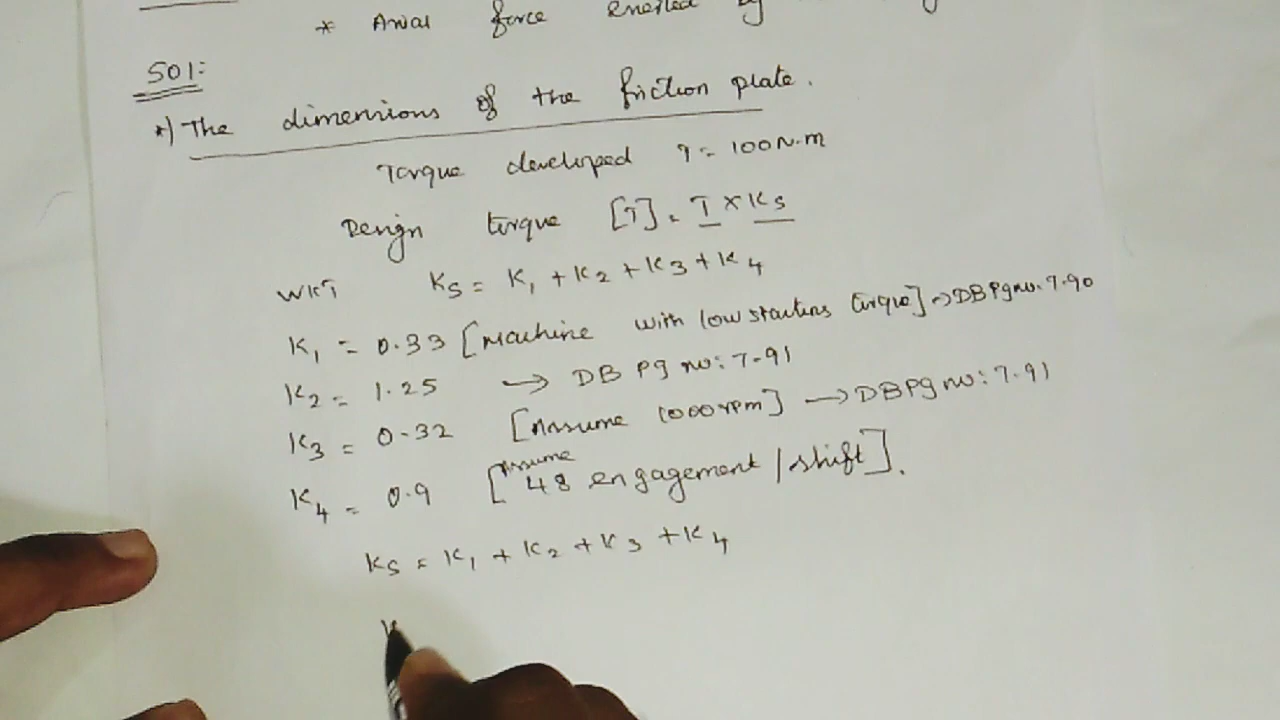 * Axial force exerted by
Sol:
*) The dimensions of the friction plate.
Torque developed T = 100 N.m
Design torque [T] = T x Ks
WKT Ks = K1 + K2 + K3 + K4
K1 = 0.33 [Machine with low starting torque] → DB Pg no. 7.90
K2 = 1.25 → DB Pg no: 7.91
K3 = 0.32 [Assume 1000 rpm] → DB Pg no: 7.91
K4 = 0.9 [Assume 48 engagement / shift].
Ks = K1 + K2 + K3 + K4